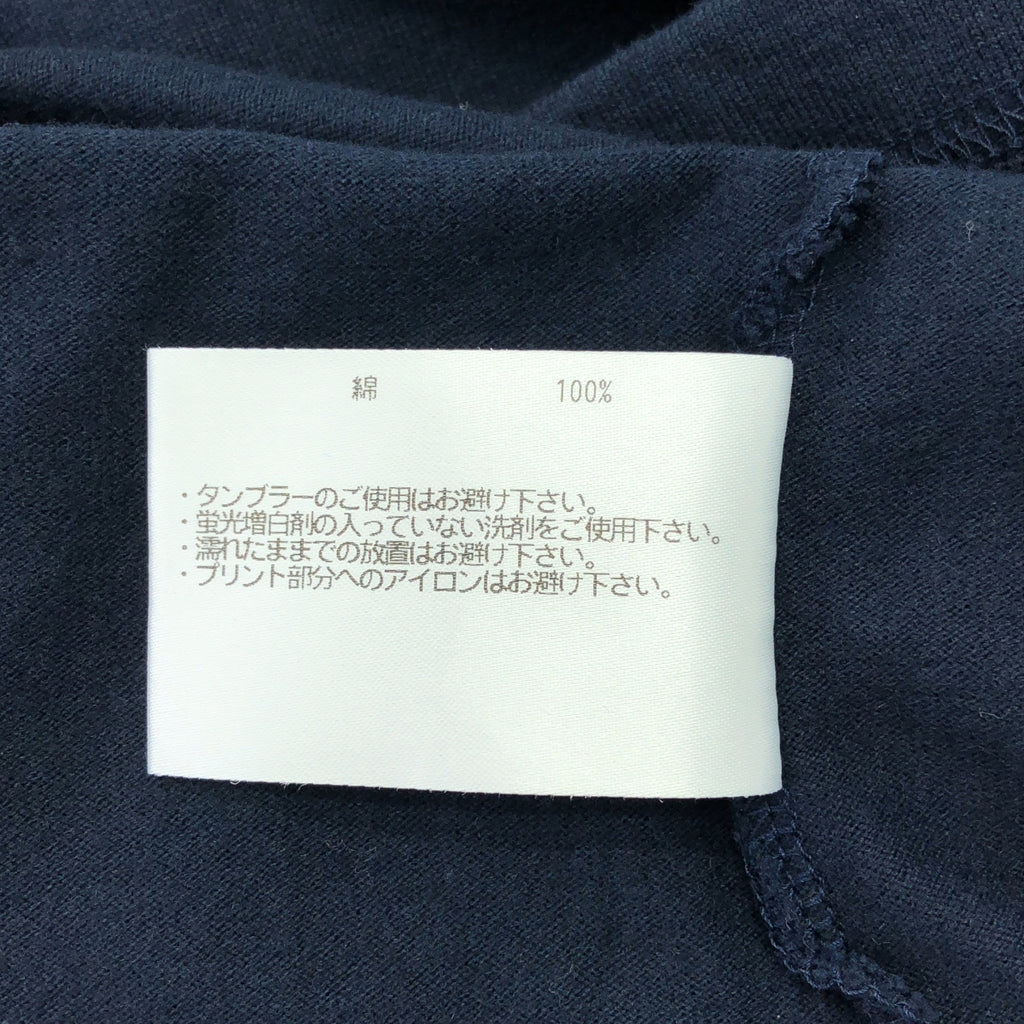 綿 100%
・タンブラーのご使用はお避け下さい。
・蛍光増白剤の入っていない洗剤をご使用下さい。
・濡れたままでの放置はお避け下さい。
・プリント部分へのアイロンはお避け下さい。